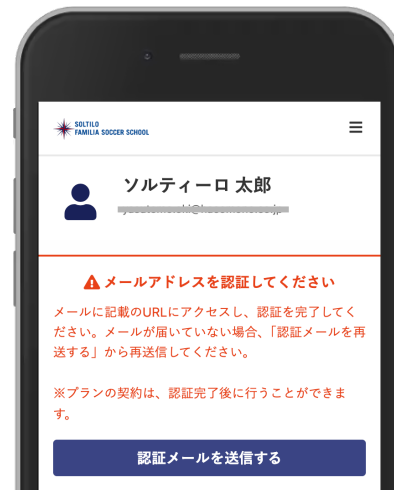 SOLTILO
FAMILIA SOCCER SCHOOL
ソルティーロ 太郎
メールアドレスを認証してください
メールに記載のURLにアクセスし、認証を完了してく
ださい。メールが届いていない場合、「認証メールを再
送する」から再送信してください。
※プランの契約は、認証完了後に行うことができま
す。
認証メールを送信する